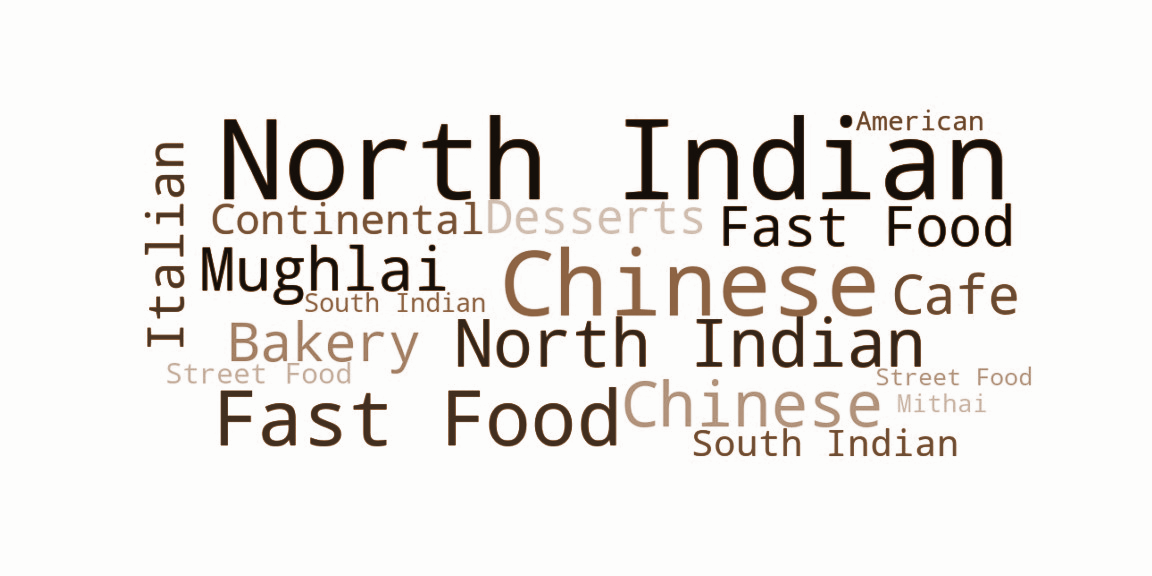 North Indian
American
Italian
Continental
Desserts
Fast Food
Mughlai
Chinese
Cafe
South Indian
Bakery
North Indian
Street Food
Street Food
Fast Food
Chinese
Mithai
South Indian